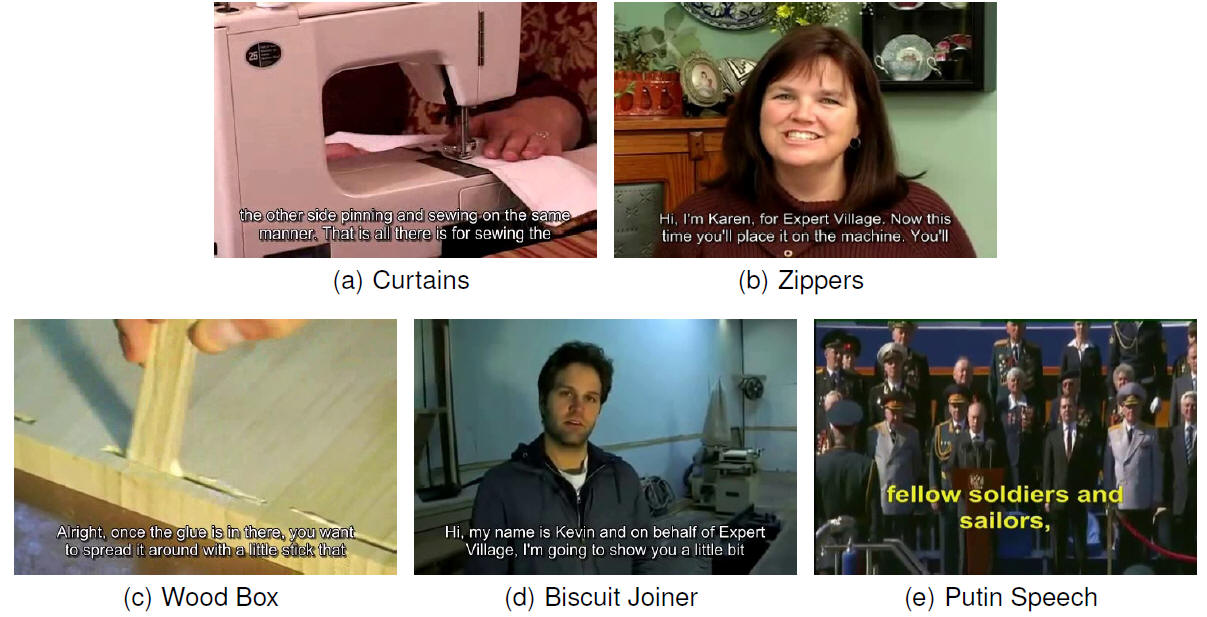 25
the other side pinning and sewing on the same
manner. That is all there is for sewing the
Hi, I'm Karen, for Expert Village. Now this
time you'll place it on the machine. You'll
(a) Curtains
(b) Zippers
Alright, once the glue is in there, you want
to spread it around with a little stick that
Hi, my name is Kevin and on behalf of Expert
Village, I'm going to show you a little bit
fellow soldiers and
sailors,
(c) Wood Box
(d) Biscuit Joiner
(e) Putin Speech